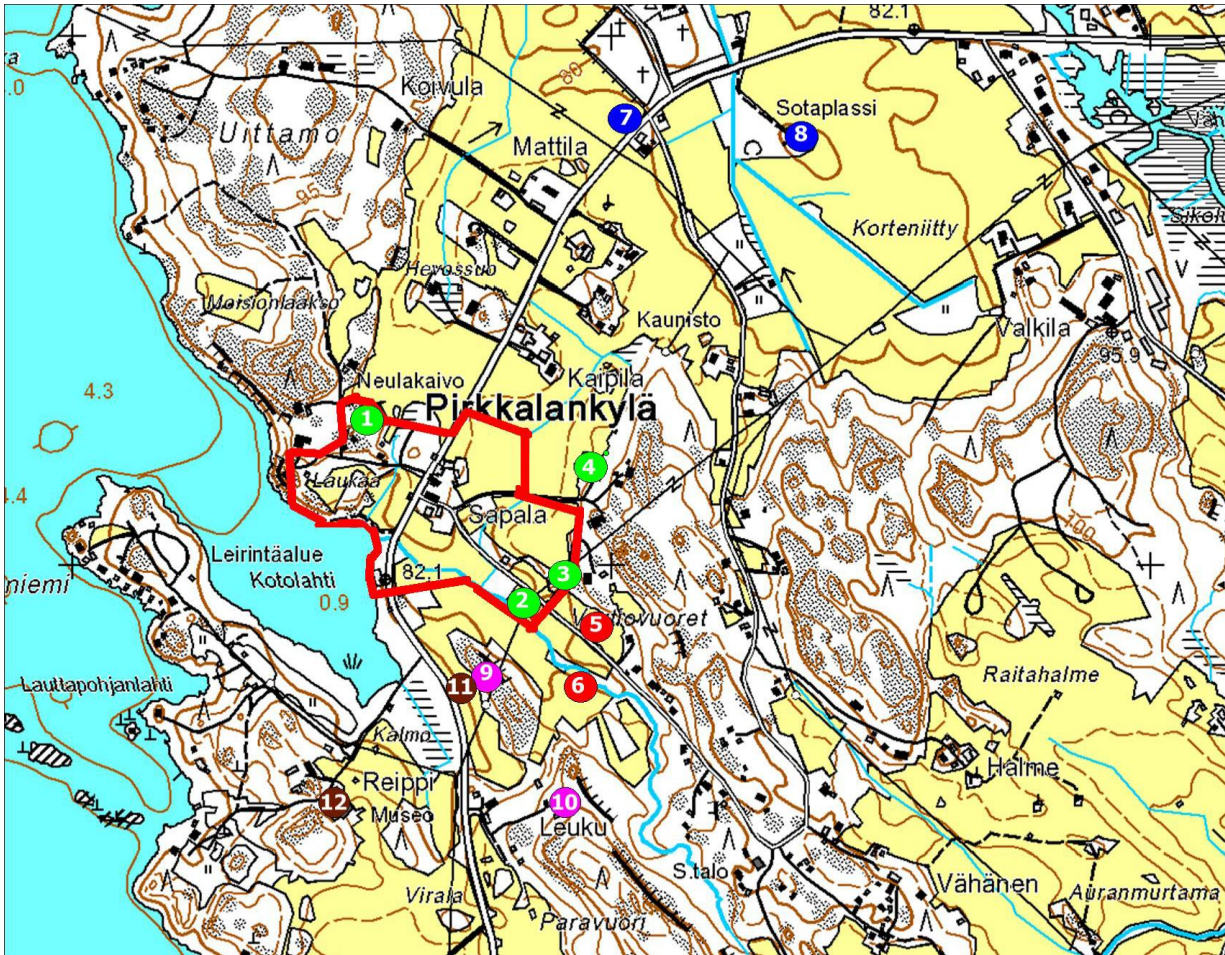 82.1
80
7
8
Sotaplassi
Koivula
Uittamo
Mattila
95
Korteniitty
Hevossuo
Moisionlaakso
Kaunisto
Valkila
95.9
4.3
Neulakaivo
Kaipila
Pirkkalankylä
1
4
Laukaa
Sapala
100
Leirintäalue
Kotolahti
82.1
niemi
0.9
3
2
5
Lauttapohjanlahti
9
11
6
Raitahalme
Kalmo
Reippi
Halme
12
Museo
10
Leuku
S.talo
Virala
Paravuori
Vähänen
Auranmurtama